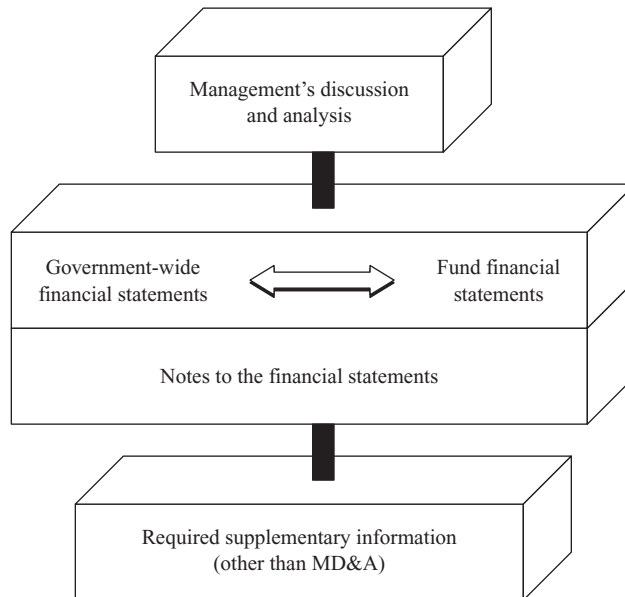 Management’s discussion
and analysis
Government-wide
financial statements
Fund financial
statements
Notes to the financial statements
Required supplementary information
(other than MD&A)